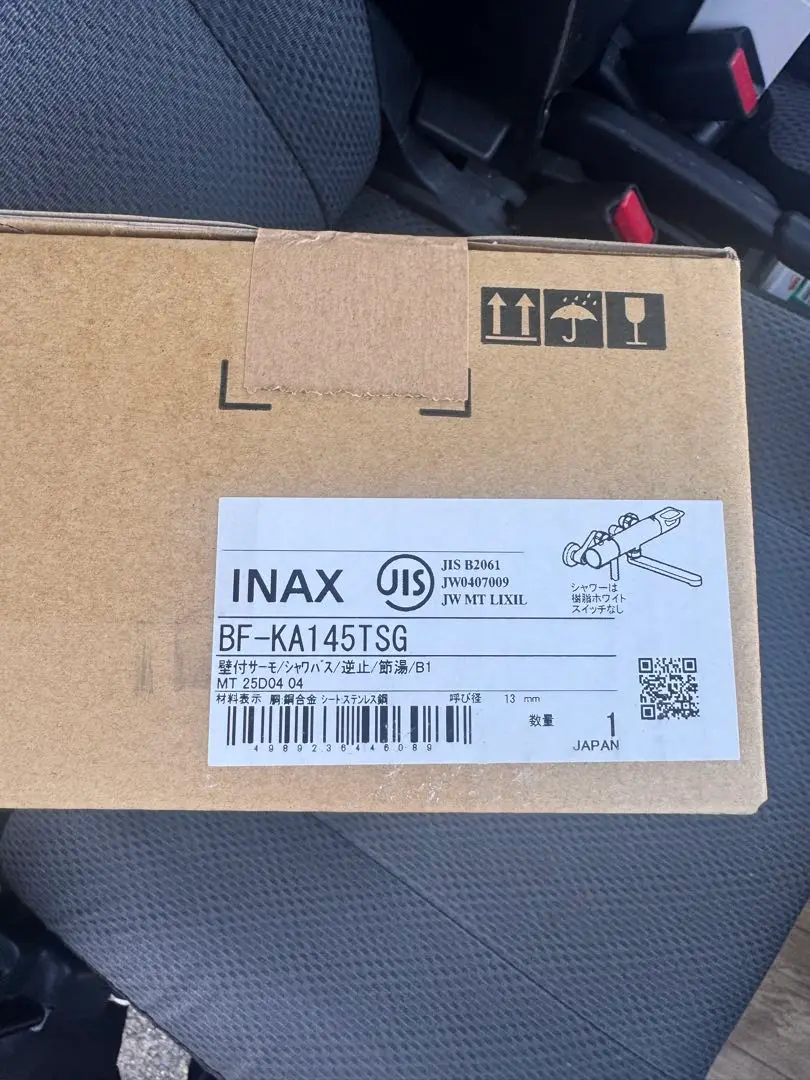 INAX
JIS
JIS B2061
JW0407009
JW MT LIXIL
シャワーは
樹脂ホワイト
スイッチなし
BF-KA145TSG
壁付サーモ/シャワバス/逆止/節湯/B1
MT 25D04 04
材料表示 胴:銅合金 シート:ステンレス鋼 呼び径 13 mm
数量 1
4989236446089
JAPAN